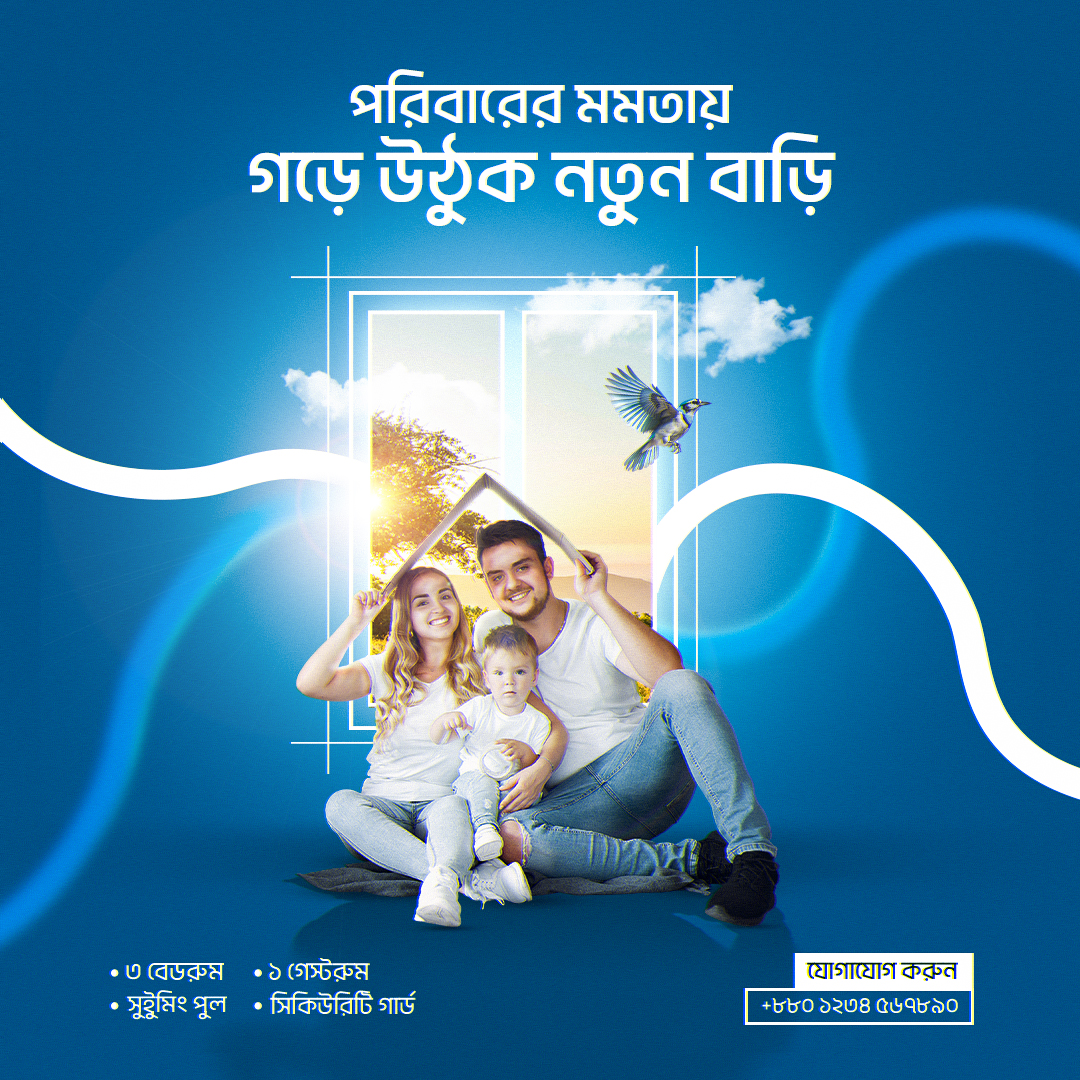 পরিবারের মমতায়
গড়ে উঠুক নতুন বাড়ি
• ৩ বেডরুম • ১ গেস্টরুম
• সুইমিং পুল • সিকিউরিটি গার্ড
যোগাযোগ করুন
+৮৮০ ১২৩৪ ৫৬৭৮৯০